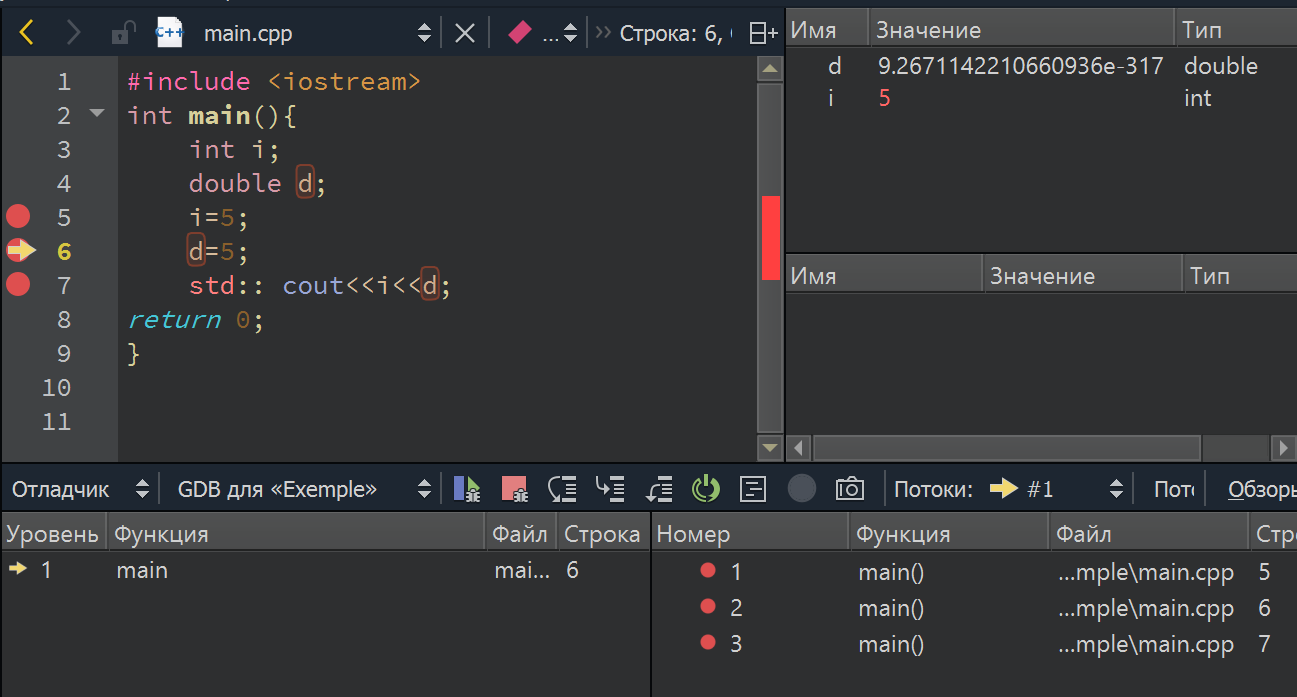 main.cpp ... Строка: 6,
1 #include <iostream>
2 int main(){
3 int i;
4 double d;
5 i=5;
6 d=5;
7 std:: cout<<i<<d;
8 return 0;
9 }
10
11
Имя Значение Тип
d 9.2671142210660936e-317 double
i 5 int
Имя Значение Тип
Отладчик GDB для «Exemple» Потоки: #1 Пото Обзоры
Уровень Функция Файл Строка
1 main mai... 6
Номер Функция Файл Стро
1 main() ...mple\main.cpp 5
2 main() ...mple\main.cpp 6
3 main() ...mple\main.cpp 7